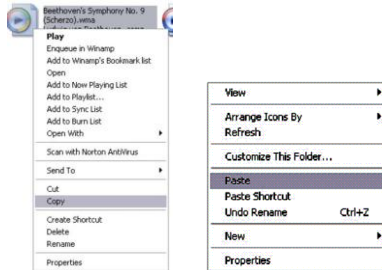 Beethoven's Symphony No. 9
(Scherzo).wma
Play
Enqueue in Winamp
Add to Winamp's Bookmark list
Open
Add to Now Playing List
Add to Playlist...
Add to Sync List
Add to Burn List
Open With
Scan with Norton AntiVirus
Send To
Cut
Copy
Create Shortcut
Delete
Rename
Properties
View
Arrange Icons By
Refresh
Customize This Folder...
Paste
Paste Shortcut
Undo Rename Ctrl+Z
New
Properties